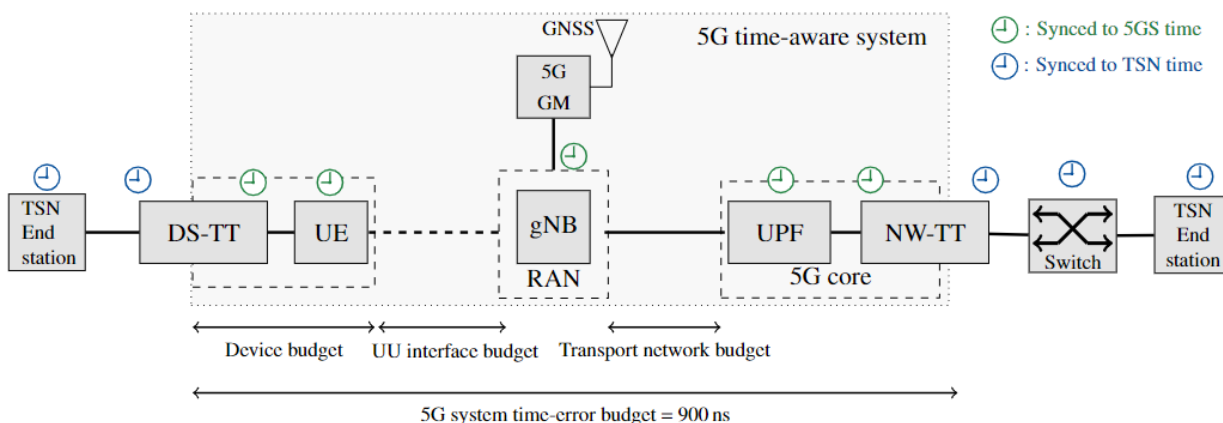 GNSS
5G time-aware system
: Synced to 5GS time
: Synced to TSN time
5G
GM
TSN
End
station
DS-TT
UE
gNB
RAN
UPF
NW-TT
5G core
Switch
TSN
End
station
Device budget
UU interface budget
Transport network budget
5G system time-error budget = 900 ns